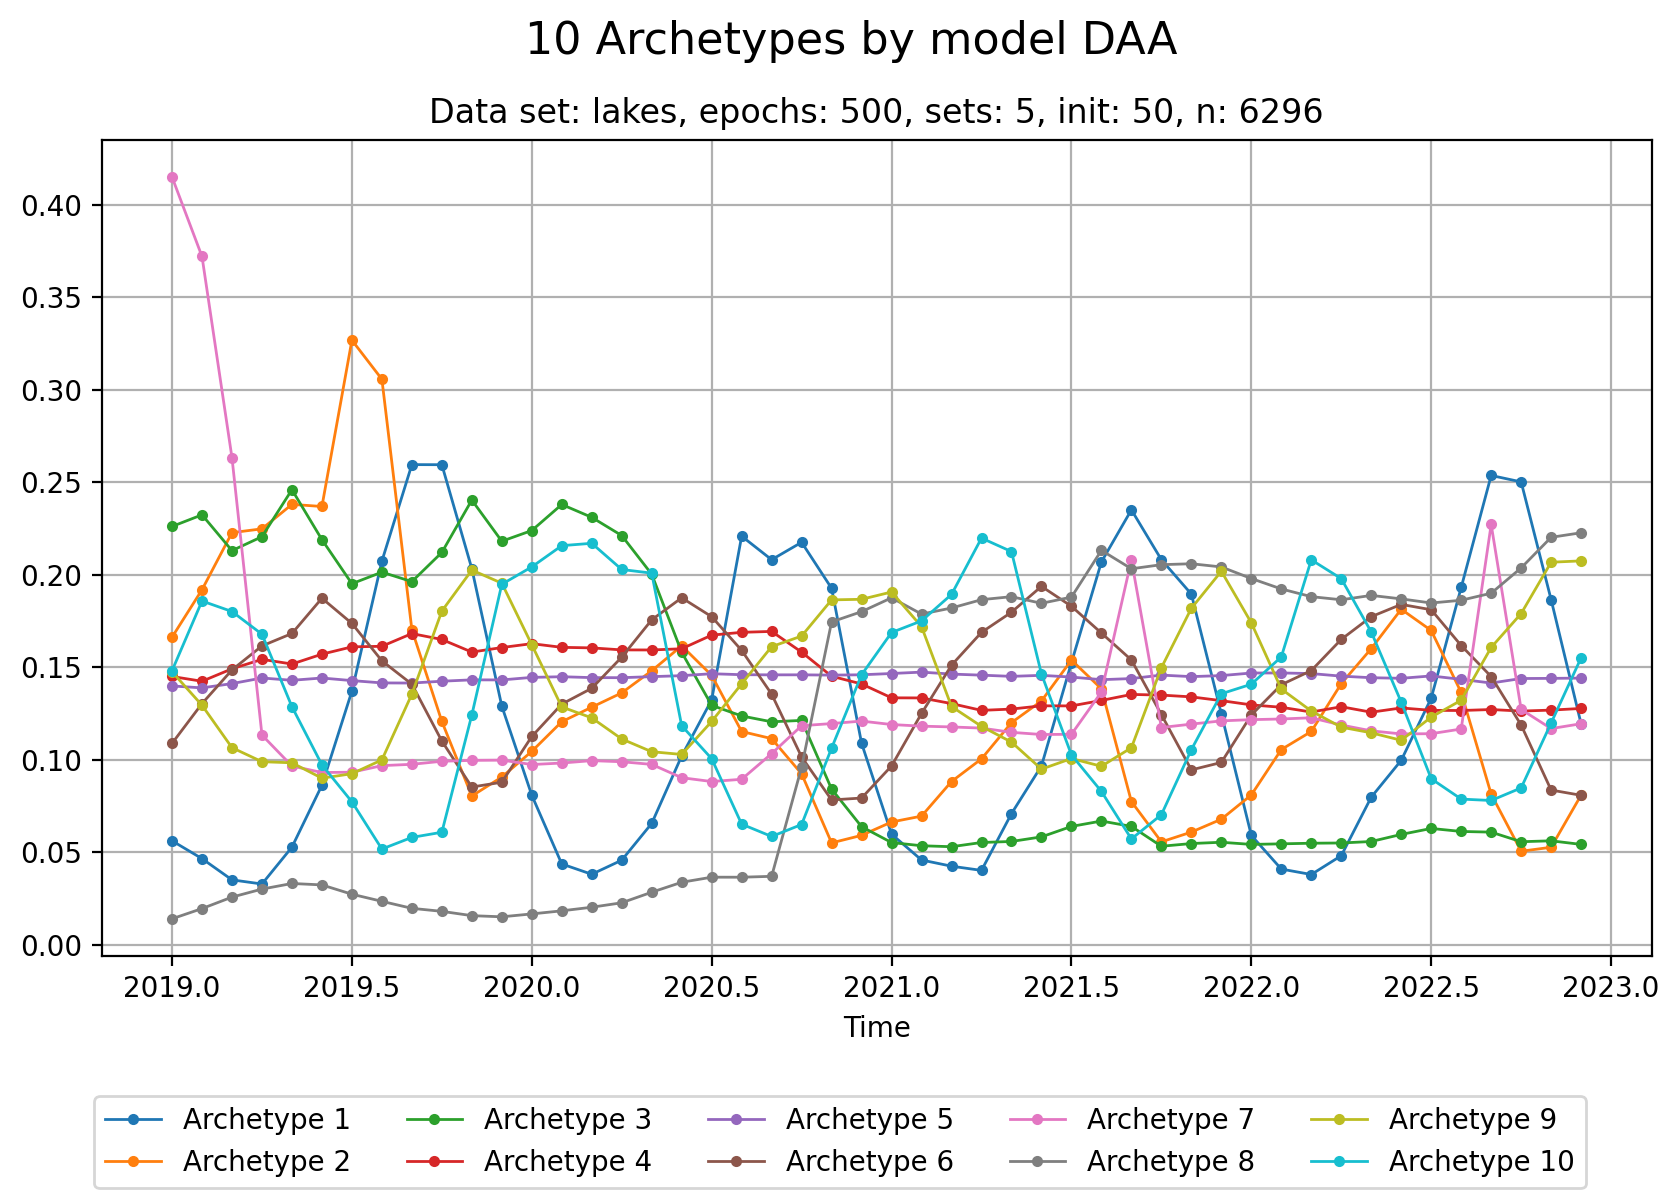 10 Archetypes by model DAA
Data set: lakes, epochs: 500, sets: 5, init: 50, n: 6296
0.40
0.35
0.30
0.25
0.20
0.15
0.10
0.05
0.00
2019.0 2019.5 2020.0 2020.5 2021.0 2021.5 2022.0 2022.5 2023.0
Time
Archetype 1 Archetype 3 Archetype 5 Archetype 7 Archetype 9
Archetype 2 Archetype 4 Archetype 6 Archetype 8 Archetype 10